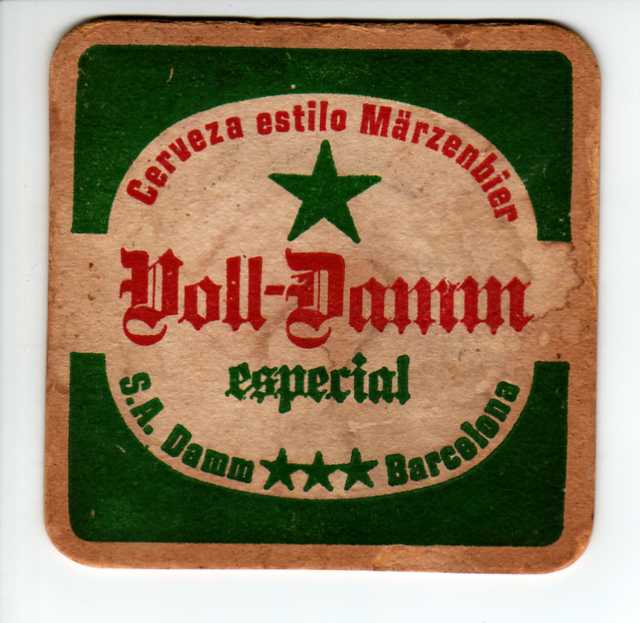 Cerveza estilo Märzenbier
Voll-Damm
especial
S.A. Damm ★★★ Barcelona